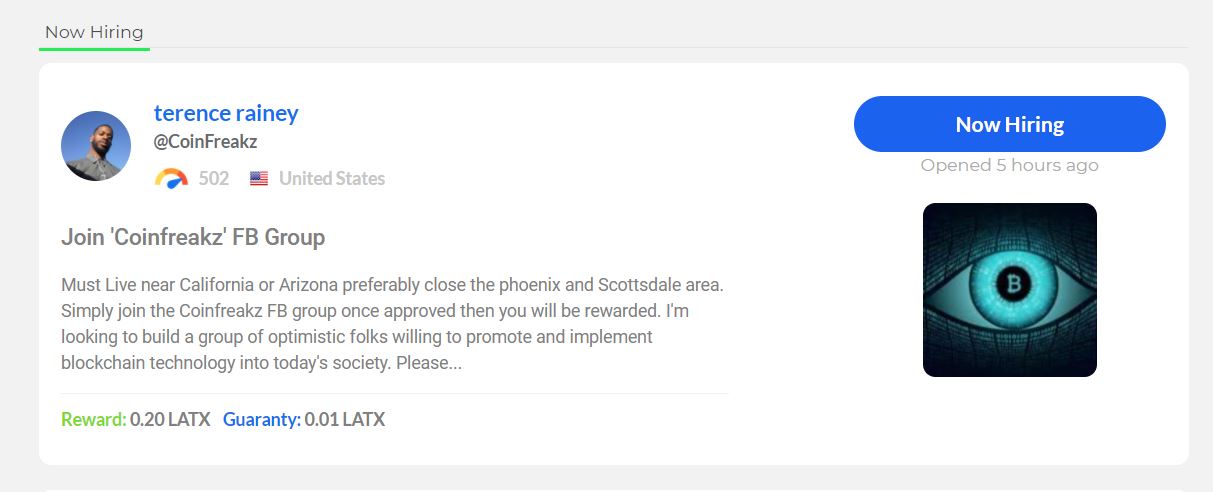 Now Hiring
terence rainey
@CoinFreakz
502 United States
Join 'Coinfreakz' FB Group
Must Live near California or Arizona preferably close the phoenix and Scottsdale area.
Simply join the Coinfreakz FB group once approved then you will be rewarded. I'm
looking to build a group of optimistic folks willing to promote and implement
blockchain technology into today's society. Please...
Reward: 0.20 LATX Guaranty: 0.01 LATX
Now Hiring
Opened 5 hours ago
B